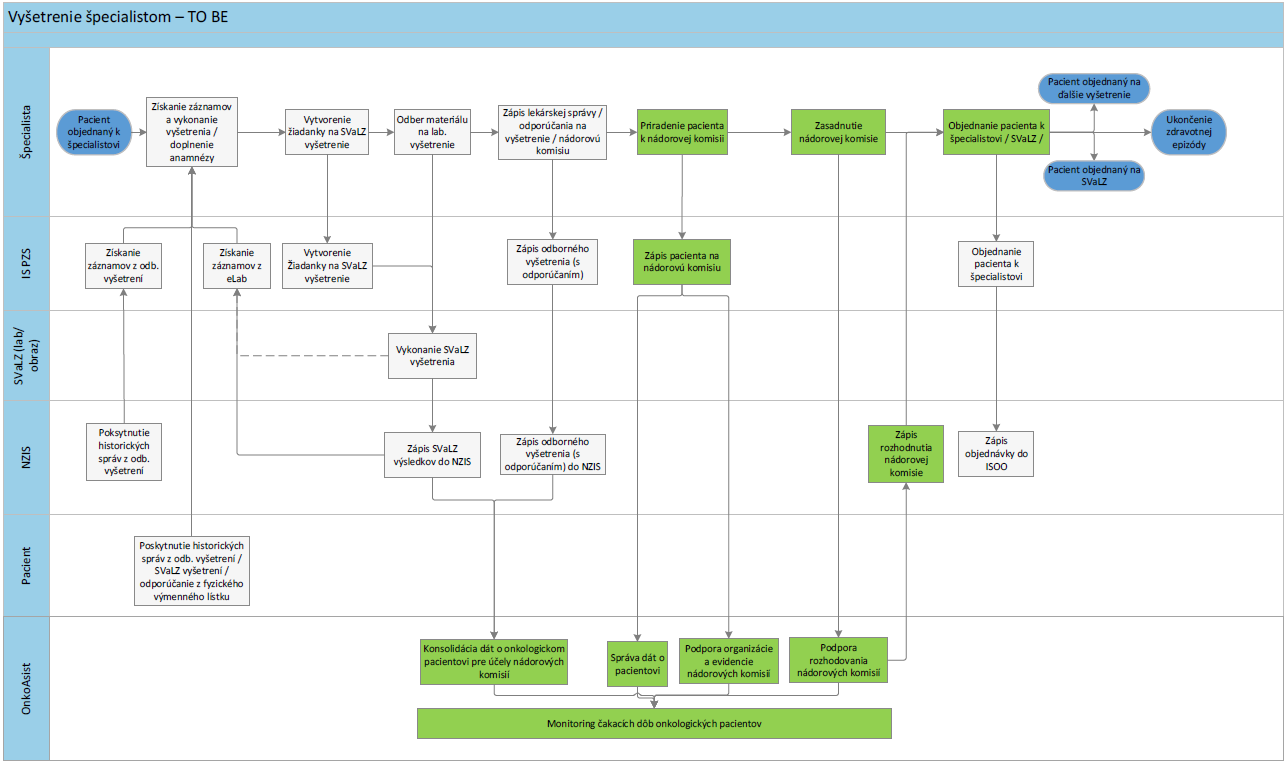 Vyšetrenie špecialistom – TO BE
Špecialista
Pacient
objednaný k
špecialistovi
Získanie záznamov
a vykonanie
vyšetrenia /
doplnenie
anamnézy
Vytvorenie
žiadanky na SVaLZ
vyšetrenie
Odber materiálu
na lab.
vyšetrenie
Zápis lekárskej správy /
odporúčania na
vyšetrenie / nádorovú
komisiu
Priradenie pacienta
k nádorovej komisii
Zasadnutie
nádorovej komisie
Objednanie pacienta k
špecialistovi / SVaLZ /
Pacient objednaný na
ďalšie vyšetrenie
Pacient objednaný na
SVaLZ
Ukončenie
zdravotnej
epizódy
IS PZS
Získanie
záznamov z odb.
vyšetrení
Získanie
záznamov z
eLab
Vytvorenie
Žiadanky na SVaLZ
vyšetrenie
Zápis odborného
vyšetrenia (s
odporúčaním)
Zápis pacienta na
nádorovú komisiu
Objednanie
pacienta k
špecialistovi
SVaLZ (lab/
obraz)
Vykonanie SVaLZ
vyšetrenia
NZIS
Poksytnutie
historických
správ z odb.
vyšetrení
Zápis SVaLZ
výsledkov do NZIS
Zápis odborného
vyšetrenia (s
odporúčaním) do NZIS
Zápis
rozhodnutia
nádorovej
komisie
Zápis
objednávky do
ISOO
Pacient
Poskytnutie historických
správ z odb. vyšetrení /
SVaLZ vyšetrení /
odporúčanie z fyzického
výmenného lístku
OnkoAsist
Konsolidácia dát o onkologickom
pacientovi pre účely nádorových
komisií
Správa dát o
pacientovi
Podpora organizácie
a evidencie
nádorových komisií
Podpora
rozhodovania
nádorových komisií
Monitoring čakacích dôb onkologických pacientov